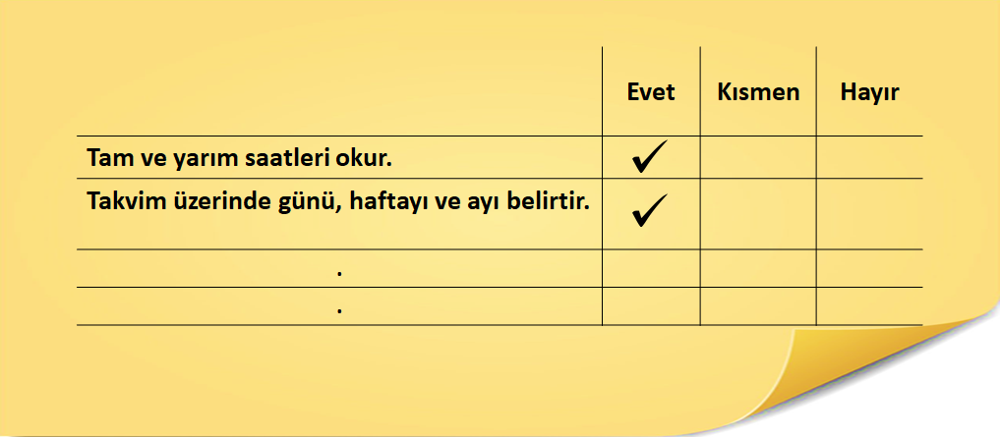 Evet Kısmen Hayır
Tam ve yarım saatleri okur. ✓
Takvim üzerinde günü, haftayı ve ayı belirtir. ✓
.
.